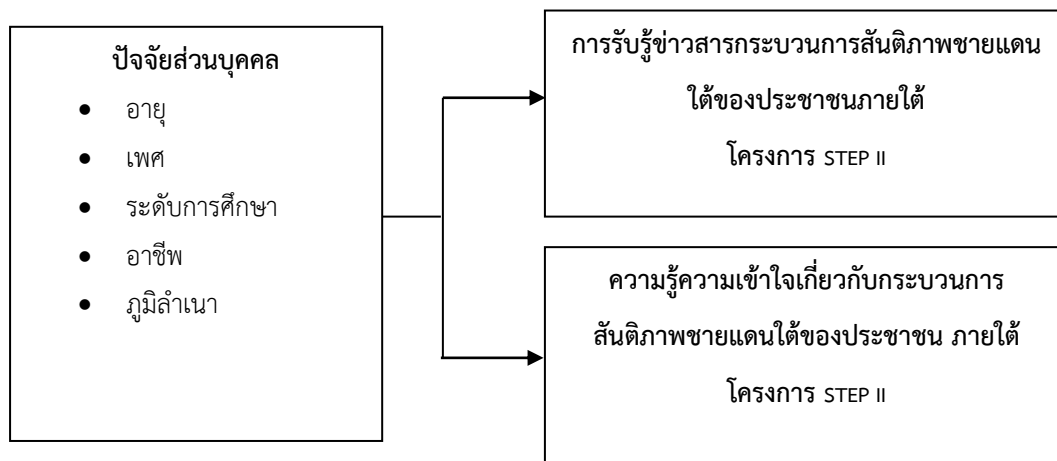 ปัจจัยส่วนบุคคล
• อายุ
• เพศ
• ระดับการศึกษา
• อาชีพ
• ภูมิลำเนา
การรับรู้ข่าวสารกระบวนการสันติภาพชายแดน
ใต้ของประชาชนภายใต้
โครงการ STEP II
ความรู้ความเข้าใจเกี่ยวกับกระบวนการ
สันติภาพชายแดนใต้ของประชาชน ภายใต้
โครงการ STEP II